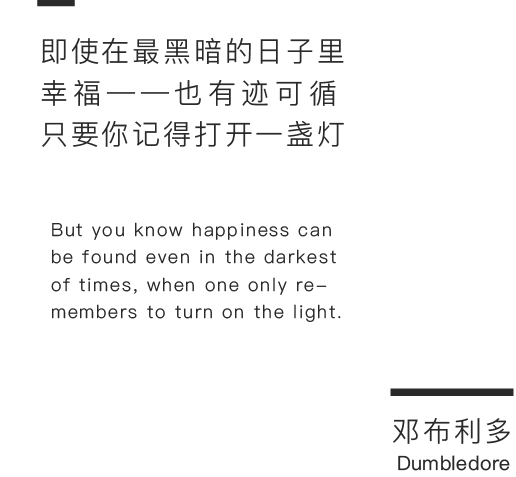 即使在最黑暗的日子里
幸福——也有迹可循
只要你记得打开一盏灯
But you know happiness can
be found even in the darkest
of times, when one only re-
members to turn on the light.
邓布利多
Dumbledore